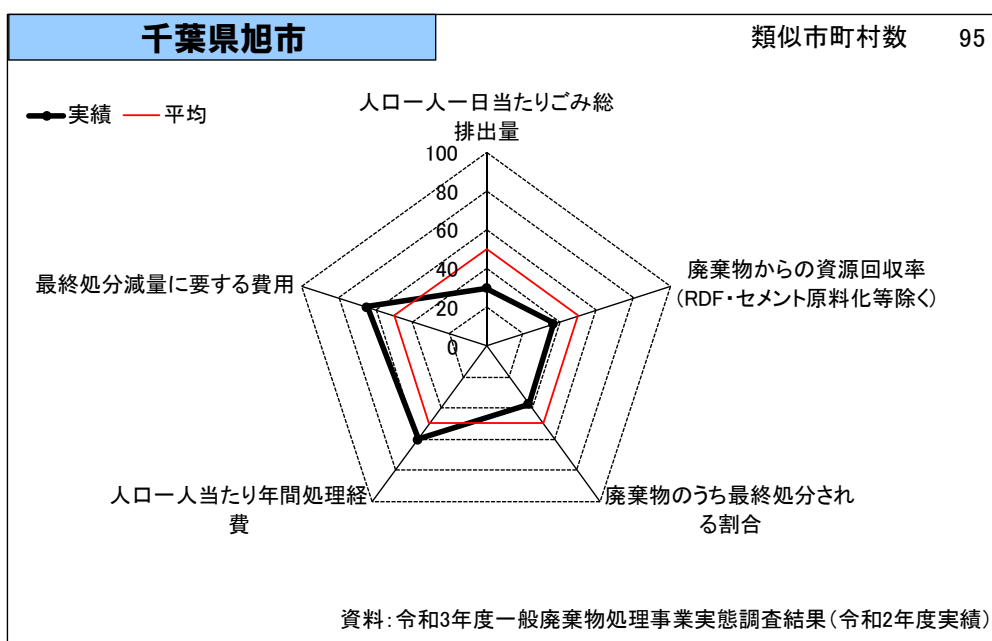 千葉県旭市
類似市町村数 95
実績 平均
人口一人一日当たりごみ総
排出量
100
80
60
40
20
0
廃棄物からの資源回収率
(RDF・セメント原料化等除く)
最終処分減量に要する費用
人口一人当たり年間処理経
費
廃棄物のうち最終処分され
る割合
資料:令和3年度一般廃棄物処理事業実態調査結果(令和2年度実績)